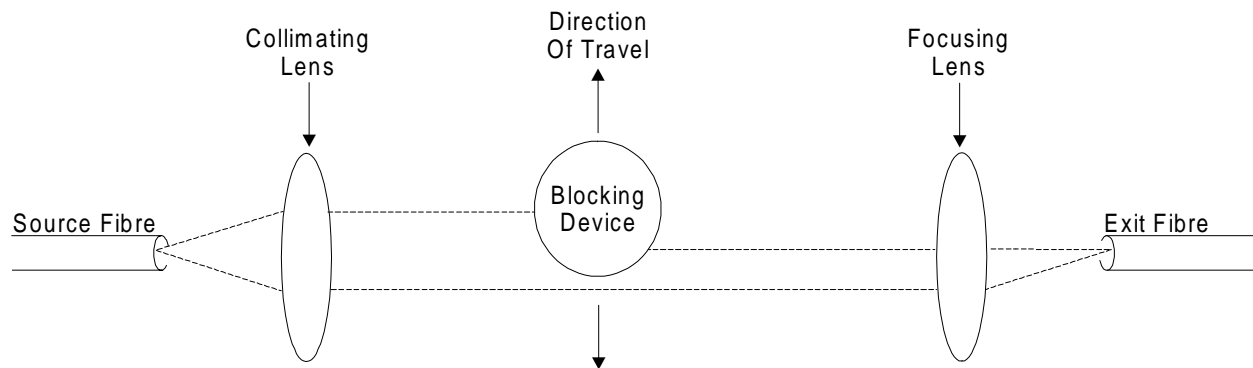 Direction
Of Travel
Collimating
Lens
Focusing
Lens
Blocking
Device
Source Fibre
Exit Fibre